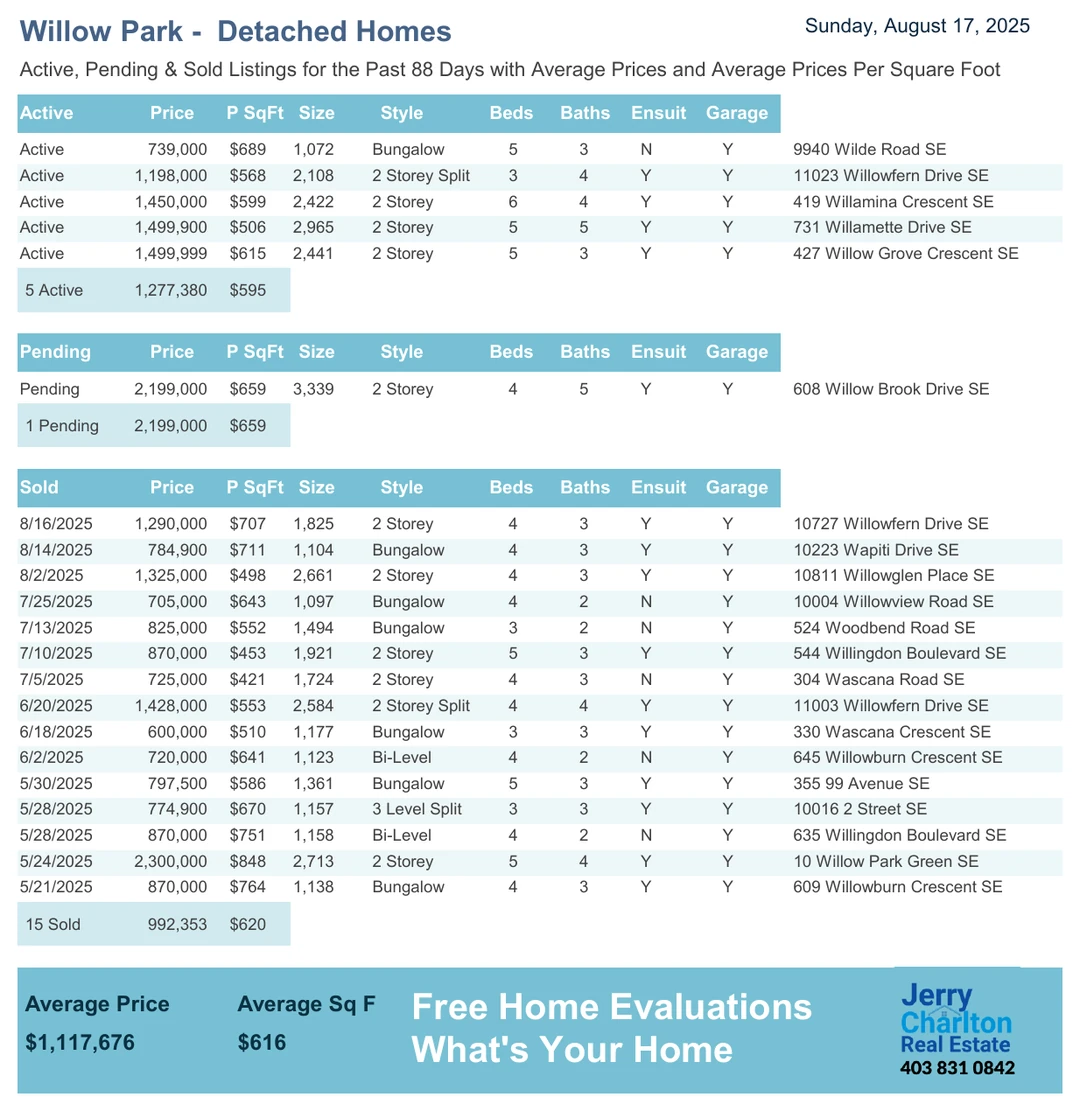 Willow Park - Detached Homes
Sunday, August 17, 2025
Active, Pending & Sold Listings for the Past 88 Days with Average Prices and Average Prices Per Square Foot
Active Price P SqFt Size Style Beds Baths Ensuit Garage
Active 739,000 $689 1,072 Bungalow 5 3 N Y 9940 Wilde Road SE
Active 1,198,000 $568 2,108 2 Storey Split 3 4 Y Y 11023 Willowfern Drive SE
Active 1,450,000 $599 2,422 2 Storey 6 4 Y Y 419 Willamina Crescent SE
Active 1,499,900 $506 2,965 2 Storey 5 5 Y Y 731 Willamette Drive SE
Active 1,499,999 $615 2,441 2 Storey 5 3 Y Y 427 Willow Grove Crescent SE
5 Active 1,277,380 $595
Pending Price P SqFt Size Style Beds Baths Ensuit Garage
Pending 2,199,000 $659 3,339 2 Storey 4 5 Y Y 608 Willow Brook Drive SE
1 Pending 2,199,000 $659
Sold Price P SqFt Size Style Beds Baths Ensuit Garage
8/16/2025 1,290,000 $707 1,825 2 Storey 4 3 Y Y 10727 Willowfern Drive SE
8/14/2025 784,900 $711 1,104 Bungalow 4 3 Y Y 10223 Wapiti Drive SE
8/2/2025 1,325,000 $498 2,661 2 Storey 4 3 Y Y 10811 Willowglen Place SE
7/25/2025 705,000 $643 1,097 Bungalow 4 2 N Y 10004 Willowview Road SE
7/13/2025 825,000 $552 1,494 Bungalow 3 2 N Y 524 Woodbend Road SE
7/10/2025 870,000 $453 1,921 2 Storey 5 3 Y Y 544 Willingdon Boulevard SE
7/5/2025 725,000 $421 1,724 2 Storey 4 3 N Y 304 Wascana Road SE
6/20/2025 1,428,000 $553 2,584 2 Storey Split 4 4 Y Y 11003 Willowfern Drive SE
6/18/2025 600,000 $510 1,177 Bungalow 3 3 Y Y 330 Wascana Crescent SE
6/2/2025 720,000 $641 1,123 Bi-Level 4 2 N Y 645 Willowburn Crescent SE
5/30/2025 797,500 $586 1,361 Bungalow 5 3 Y Y 355 99 Avenue SE
5/28/2025 774,900 $670 1,157 3 Level Split 3 3 Y Y 10016 2 Street SE
5/28/2025 870,000 $751 1,158 Bi-Level 4 2 N Y 635 Willingdon Boulevard SE
5/24/2025 2,300,000 $848 2,713 2 Storey 5 4 Y Y 10 Willow Park Green SE
5/21/2025 870,000 $764 1,138 Bungalow 4 3 Y Y 609 Willowburn Crescent SE
15 Sold 992,353 $620
Average Price Average Sq F
$1,117,676 $616
Free Home Evaluations
What's Your Home
Jerry
Charlton
Real Estate
403 831 0842